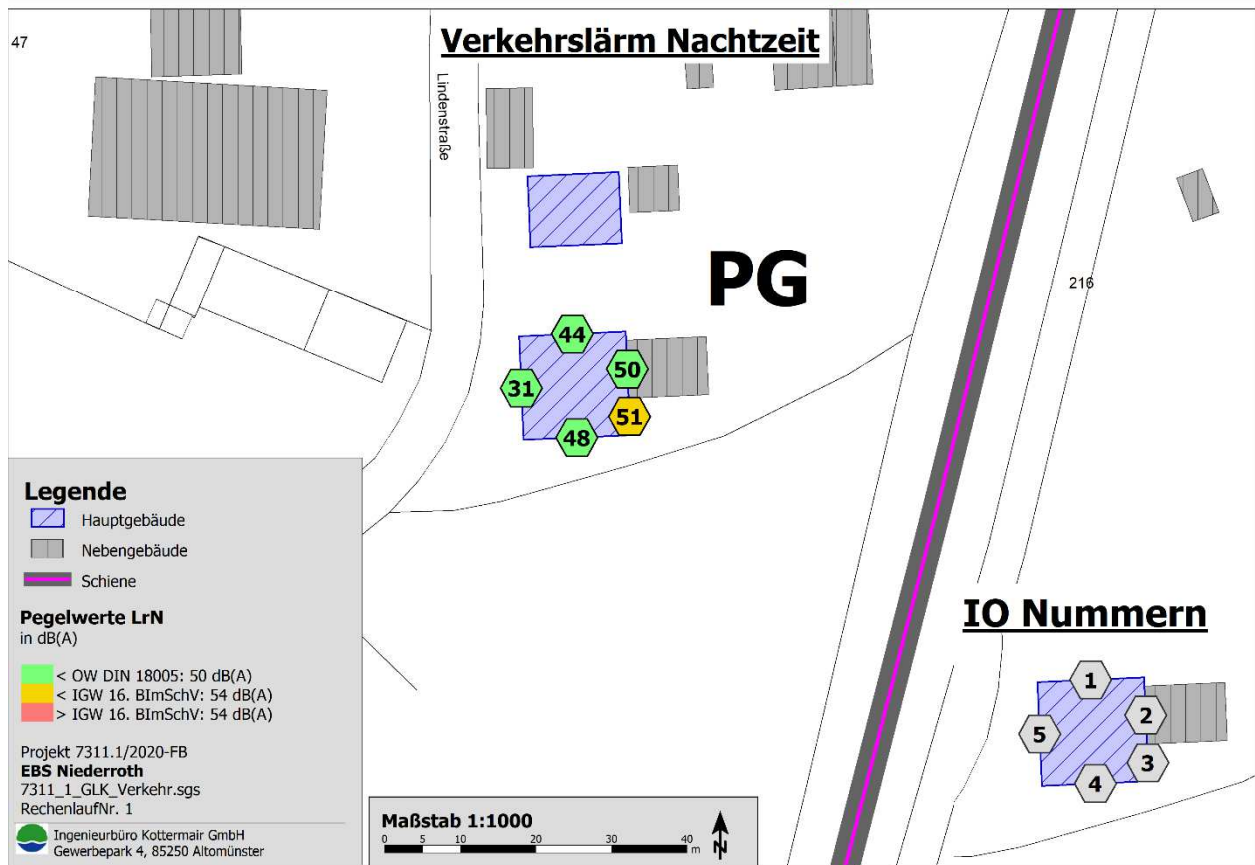 Verkehrslärm Nachtzeit
47
Lindenstraße
PG
216
44
50
31
51
48
Legende
Hauptgebäude
Nebengebäude
Schiene
Pegelwerte LrN
in dB(A)
< OW DIN 18005: 50 dB(A)
< IGW 16. BImSchV: 54 dB(A)
> IGW 16. BImSchV: 54 dB(A)
Projekt 7311.1/2020-FB
EBS Niederroth
7311_1_GLK_Verkehr.sgs
RechenlaufNr. 1
Ingenieurbüro Kottermair GmbH
Gewerbepark 4, 85250 Altomünster
Maßstab 1:1000
0 5 10 20 30 40
m
N
IO Nummern
1
2
5
3
4